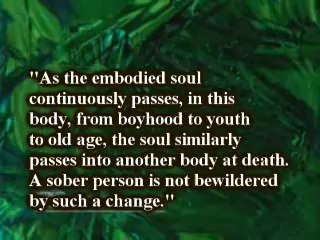 "As the embodied soul
continuously passes, in this
body, from boyhood to youth
to old age, the soul similarly
passes into another body at death.
A sober person is not bewildered
by such a change."